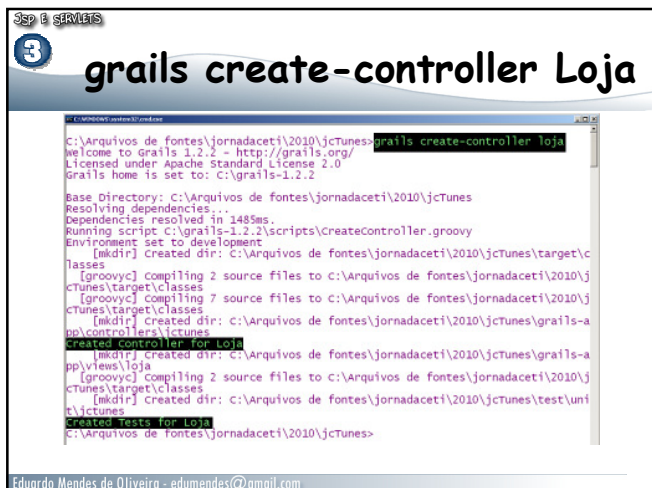 JSP E SERVLETS
3
grails create-controller Loja
C:\WINDOWS\system32\cmd.exe
C:\Arquivos de fontes\jornadaceti\2010\jcTunes>grails create-controller loja
Welcome to Grails 1.2.2 - http://grails.org/
Licensed under Apache Standard License 2.0
Grails home is set to: C:\grails-1.2.2
Base Directory: C:\Arquivos de fontes\jornadaceti\2010\jcTunes
Resolving dependencies...
Dependencies resolved in 1485ms.
Running script C:\grails-1.2.2\scripts\CreateController.groovy
Environment set to development
[mkdir] Created dir: C:\Arquivos de fontes\jornadaceti\2010\jcTunes\target\c
lasses
[groovyc] Compiling 2 source files to C:\Arquivos de fontes\jornadaceti\2010\j
cTunes\target\classes
[groovyc] Compiling 7 source files to C:\Arquivos de fontes\jornadaceti\2010\j
cTunes\target\classes
[mkdir] Created dir: C:\Arquivos de fontes\jornadaceti\2010\jcTunes\grails-a
pp\controllers\jctunes
Created Controller for Loja
[mkdir] Created dir: C:\Arquivos de fontes\jornadaceti\2010\jcTunes\grails-a
pp\views\loja
[groovyc] Compiling 2 source files to C:\Arquivos de fontes\jornadaceti\2010\j
cTunes\target\classes
[mkdir] Created dir: C:\Arquivos de fontes\jornadaceti\2010\jcTunes\test\uni
t\jctunes
Created Tests for Loja
C:\Arquivos de fontes\jornadaceti\2010\jcTunes>
Eduardo Mendes de Oliveira - edumendes@gmail.com